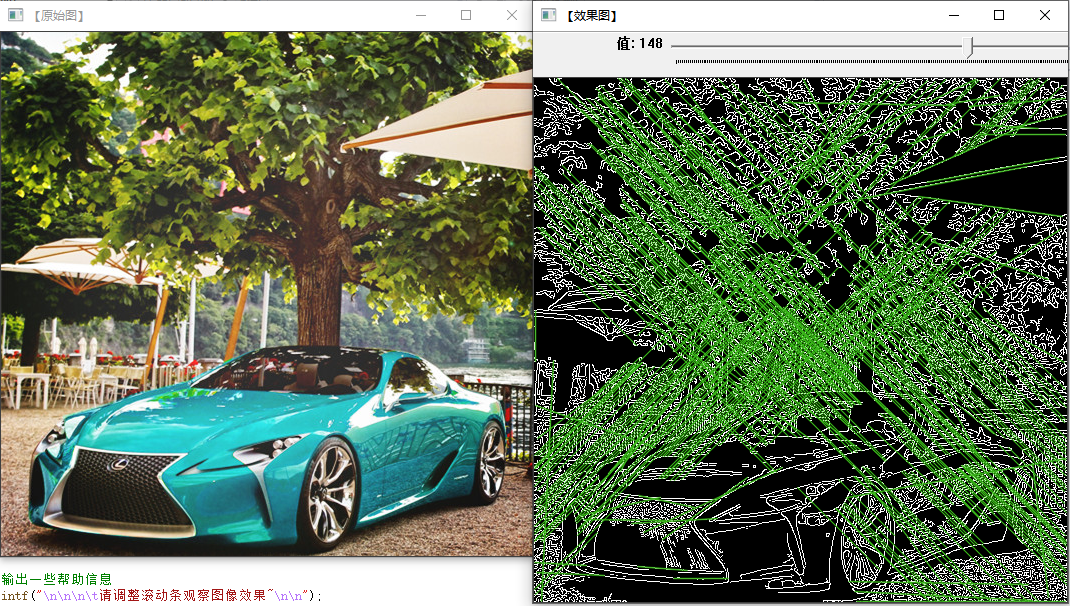 【原始图】
【效果图】
值: 148
输出一些帮助信息
intf("\n\n\n\t请调整滚动条观察图像效果~\n\n");